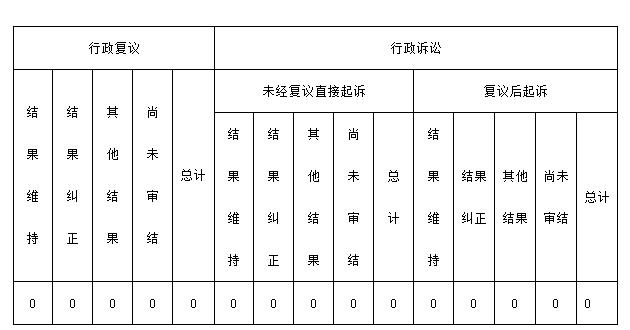 行政复议 行政诉讼
未经复议直接起诉 复议后起诉
结果维持 结果纠正 其他结果 尚未审结 总计 结果维持 结果纠正 其他结果 尚未审结 总计 结果维持 结果纠正 其他结果 尚未审结 总计
0 0 0 0 0 0 0 0 0 0 0 0 0 0 0